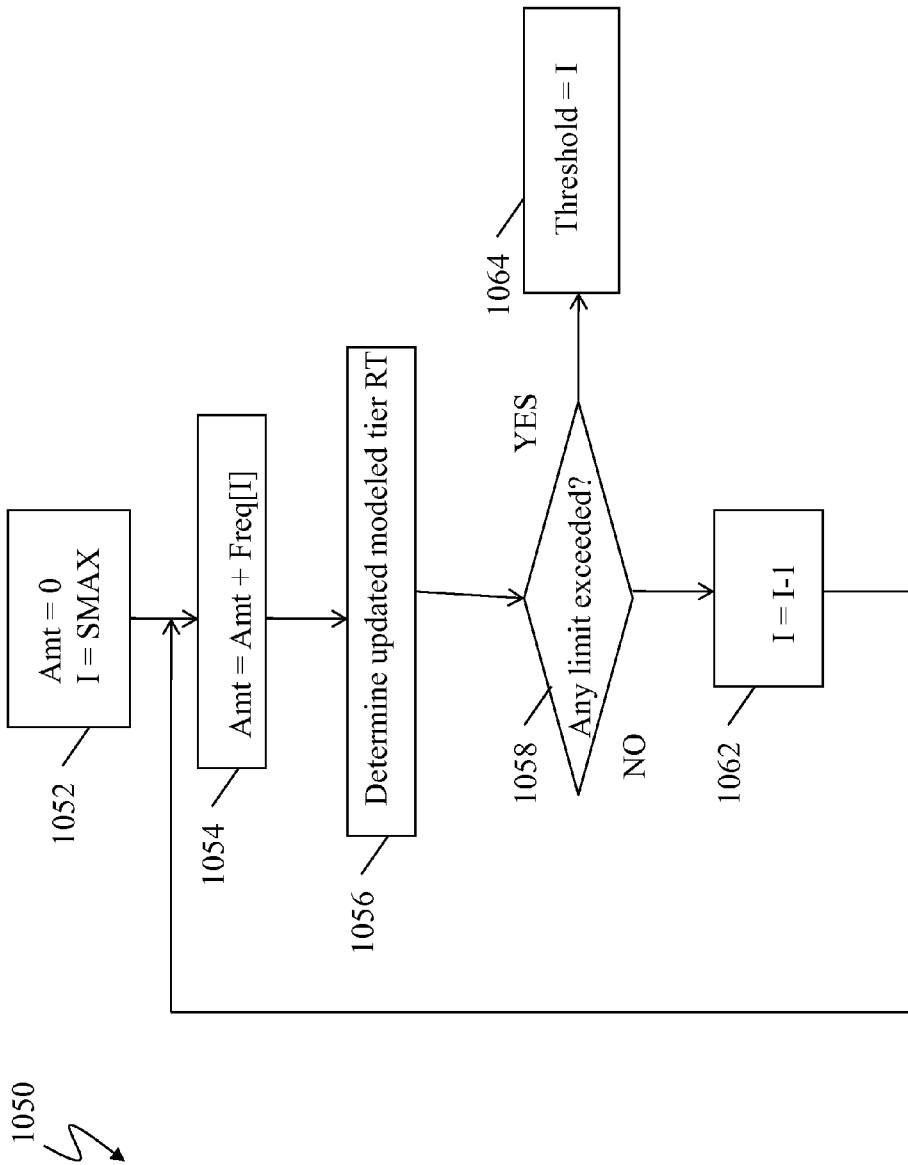 1050
1052
Amt = 0
I = SMAX
1054
Amt = Amt + Freq[I]
1056
Determine updated modeled tier RT
1058
Any limit exceeded?
YES
1064
Threshold = I
NO
1062
I = I-1